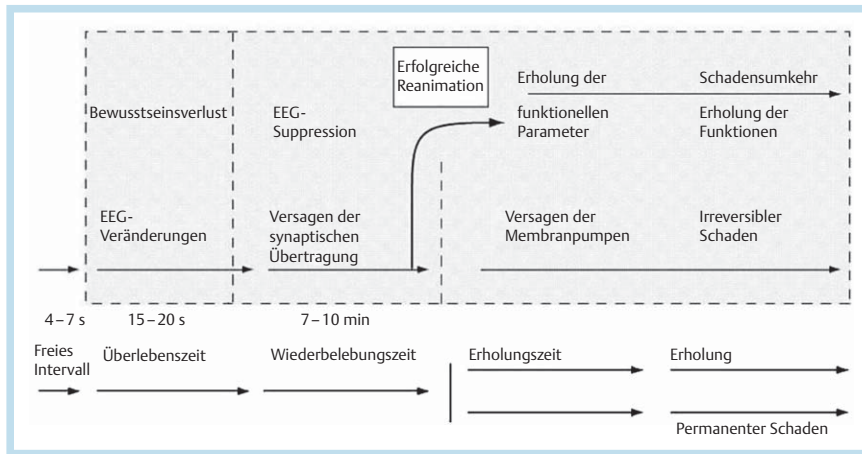 Erfolgreiche
Reanimation
Erholung der
Schadensumkehr
Bewusstseinsverlust
EEG-
Suppression
funktionellen
Parameter
Erholung der
Funktionen
EEG-
Veränderungen
Versagen der
synaptischen
Übertragung
Versagen der
Membranpumpen
Irreversibler
Schaden
4–7 s
15–20 s
7–10 min
Freies
Intervall
Überlebenszeit
Wiederbelebungszeit
Erholungszeit
Erholung
Permanenter Schaden